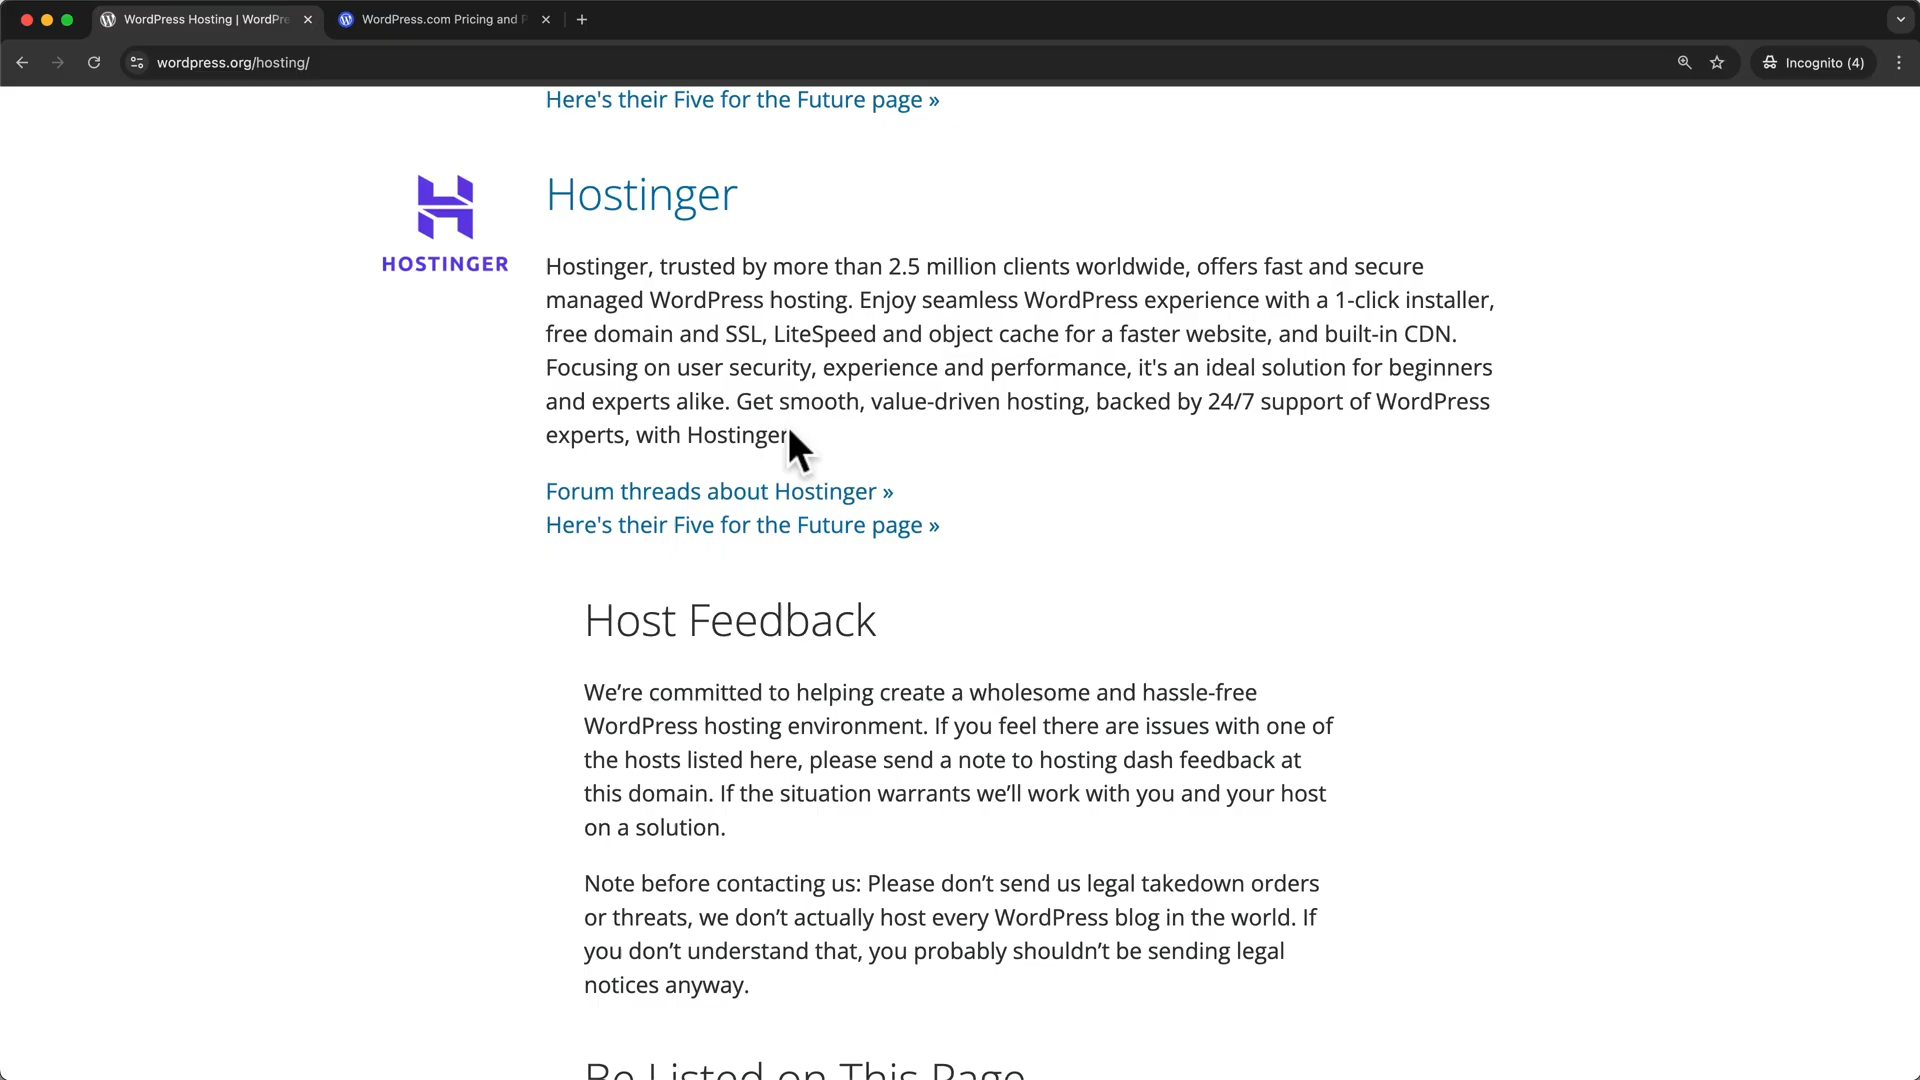 WordPress Hosting | WordPre
WordPress.com Pricing and P
wordpress.org/hosting/
Incognito (4)
Here's their Five for the Future page »
HOSTINGER
Hostinger
Hostinger, trusted by more than 2.5 million clients worldwide, offers fast and secure
managed WordPress hosting. Enjoy seamless WordPress experience with a 1-click installer,
free domain and SSL, LiteSpeed and object cache for a faster website, and built-in CDN.
Focusing on user security, experience and performance, it's an ideal solution for beginners
and experts alike. Get smooth, value-driven hosting, backed by 24/7 support of WordPress
experts, with Hostinger
Forum threads about Hostinger »
Here's their Five for the Future page »
Host Feedback
We’re committed to helping create a wholesome and hassle-free
WordPress hosting environment. If you feel there are issues with one of
the hosts listed here, please send a note to hosting dash feedback at
this domain. If the situation warrants we’ll work with you and your host
on a solution.
Note before contacting us: Please don’t send us legal takedown orders
or threats, we don’t actually host every WordPress blog in the world. If
you don’t understand that, you probably shouldn’t be sending legal
notices anyway.
Be Listed on This Page